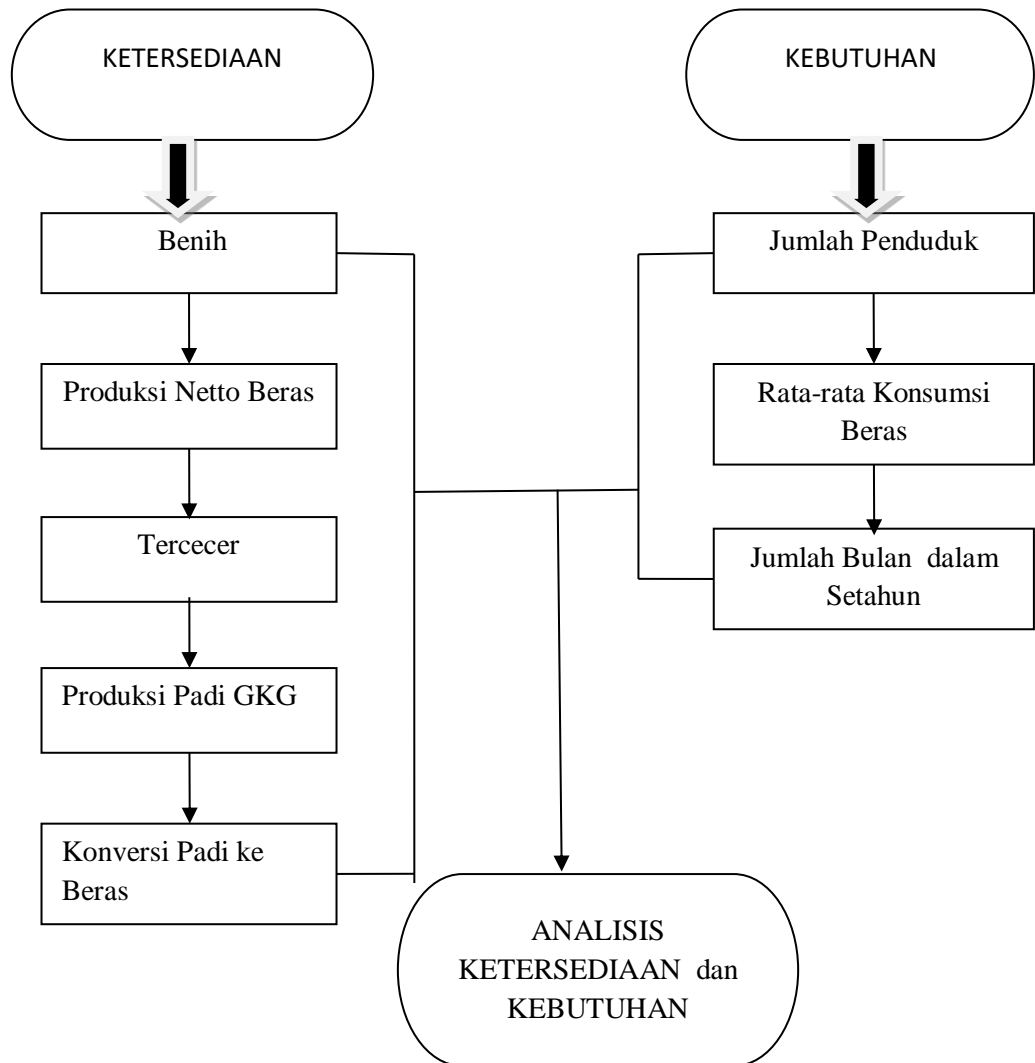 KETERSEDIAAN
KEBUTUHAN
Benih
Jumlah Penduduk
Produksi Netto Beras
Rata-rata Konsumsi
Beras
Tercecer
Jumlah Bulan dalam
Setahun
Produksi Padi GKG
Konversi Padi ke
Beras
ANALISIS
KETERSEDIAAN dan
KEBUTUHAN